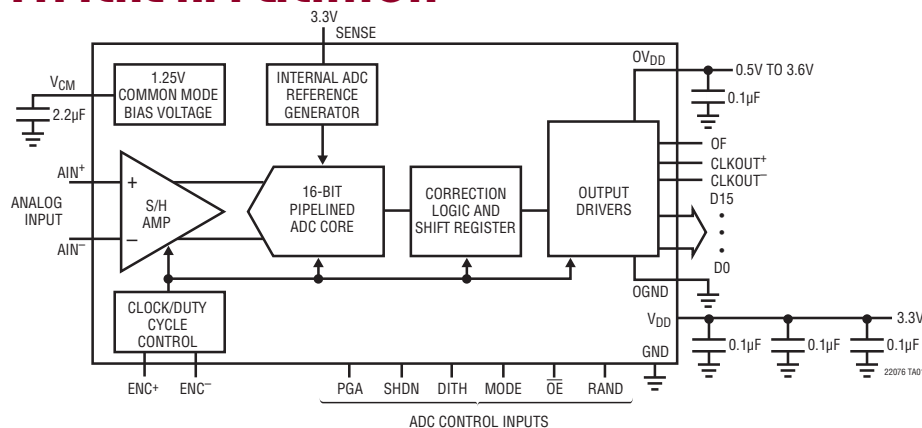 3.3V
SENSE
OVDD
0.5V TO 3.6V
0.1µF
VCM
2.2µF
1.25V
COMMON MODE
BIAS VOLTAGE
INTERNAL ADC
REFERENCE
GENERATOR
OF
CLKOUT+
CLKOUT–
D15
D0
AIN+
ANALOG
INPUT
AIN–
+
–
S/H
AMP
16-BIT
PIPELINED
ADC CORE
CORRECTION
LOGIC AND
SHIFT REGISTER
OUTPUT
DRIVERS
OGND
CLOCK/DUTY
CYCLE
CONTROL
VDD
3.3V
0.1µF
0.1µF
0.1µF
GND
22076 TA01
ENC+
ENC–
PGA
SHDN
DITH
MODE
OE
RAND
ADC CONTROL INPUTS